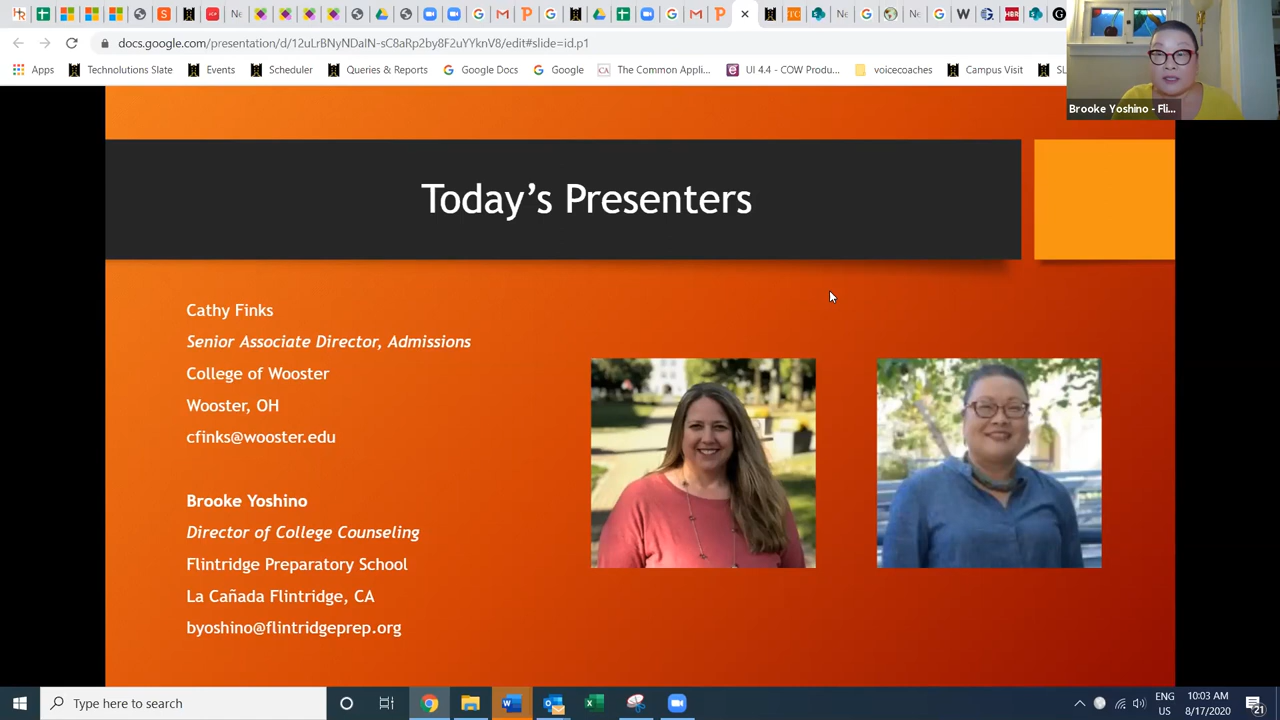 docs.google.com/presentation/d/12uLrBNyNDaIN-sC8aRp2by8F2uYYknV8/edit#slide=id.p1
Apps Technolutions Slate Events Scheduler Queries & Reports Google Docs Google The Common Appli... UI 4.4 - COW Produ... voicecoaches Campus Visit
Brooke Yoshino - Fli...
Today's Presenters
Cathy Finks
Senior Associate Director, Admissions
College of Wooster
Wooster, OH
cfinks@wooster.edu
Brooke Yoshino
Director of College Counseling
Flintridge Preparatory School
La Cañada Flintridge, CA
byoshino@flintridgeprep.org
Type here to search
ENG
US
10:03 AM
8/17/2020
21